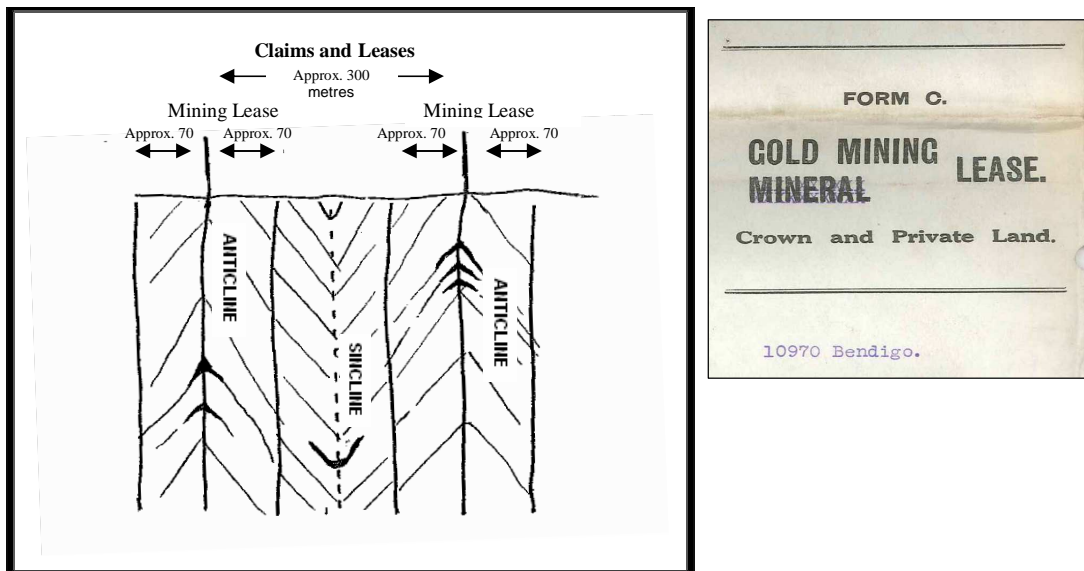 Claims and Leases
Approx. 300
metres
Mining Lease
Mining Lease
Approx. 70
Approx. 70
Approx. 70
Approx. 70
ANTICLINE
SINCLINE
ANTICLINE
FORM C.
GOLD MINING
MINERAL
LEASE.
Crown and Private Land.
10970 Bendigo.